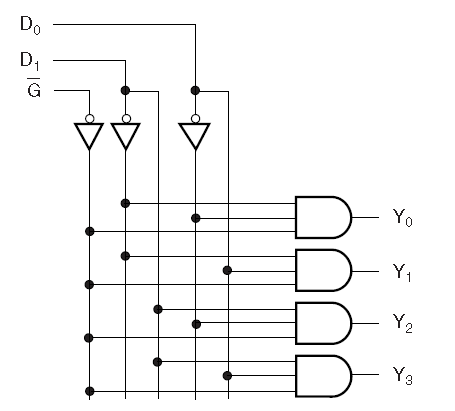 D₀
D₁
G̅
Y₀
Y₁
Y₂
Y₃